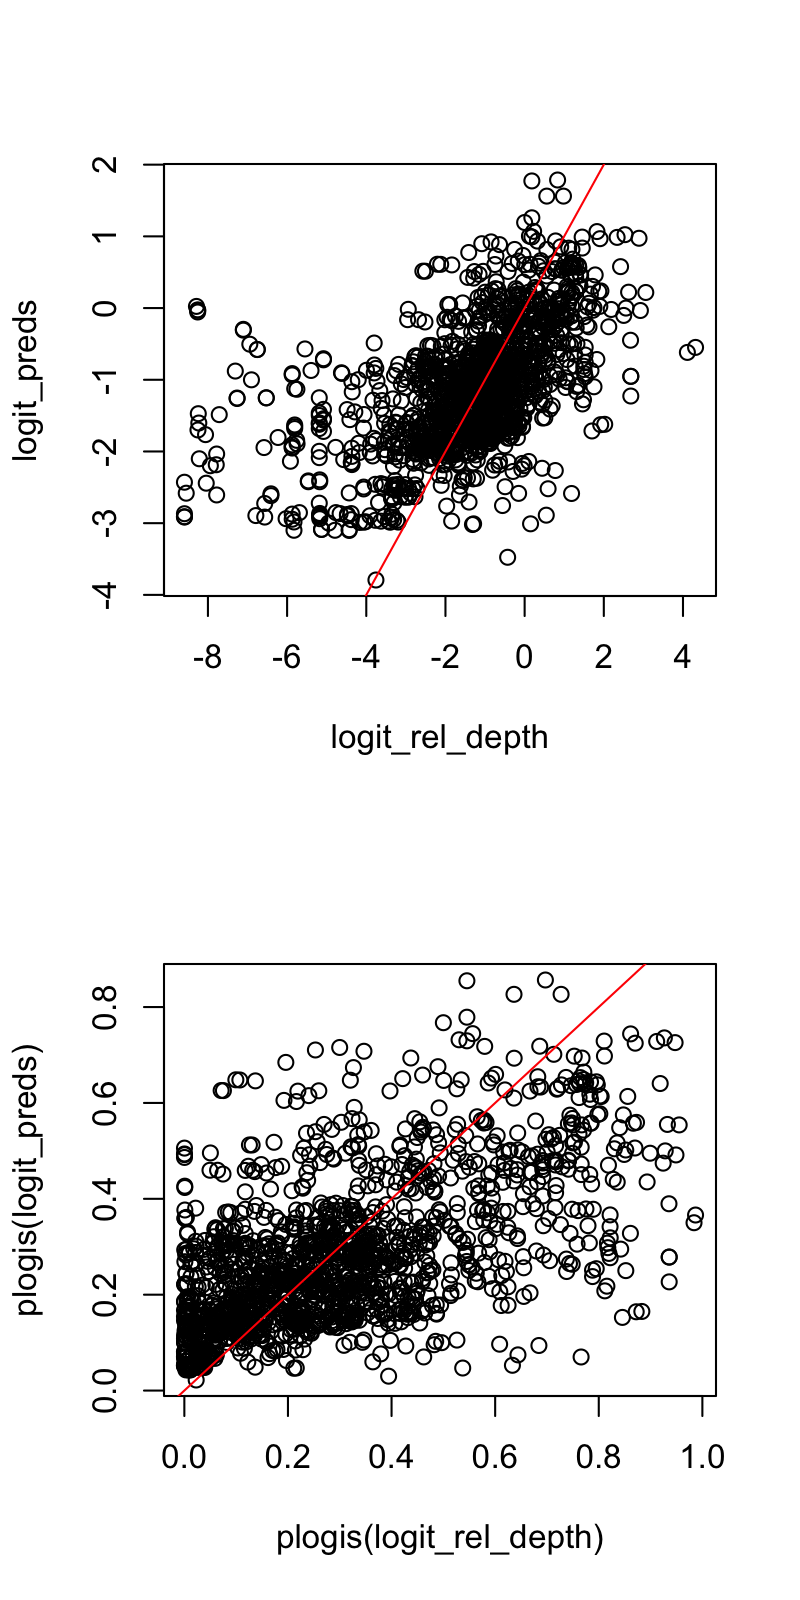 2
1
0
-1
-2
-3
-4
logit_preds
-8 -6 -4 -2 0 2 4
logit_rel_depth
0.8
0.6
0.4
0.2
0.0
plogis(logit_preds)
0.0 0.2 0.4 0.6 0.8 1.0
plogis(logit_rel_depth)